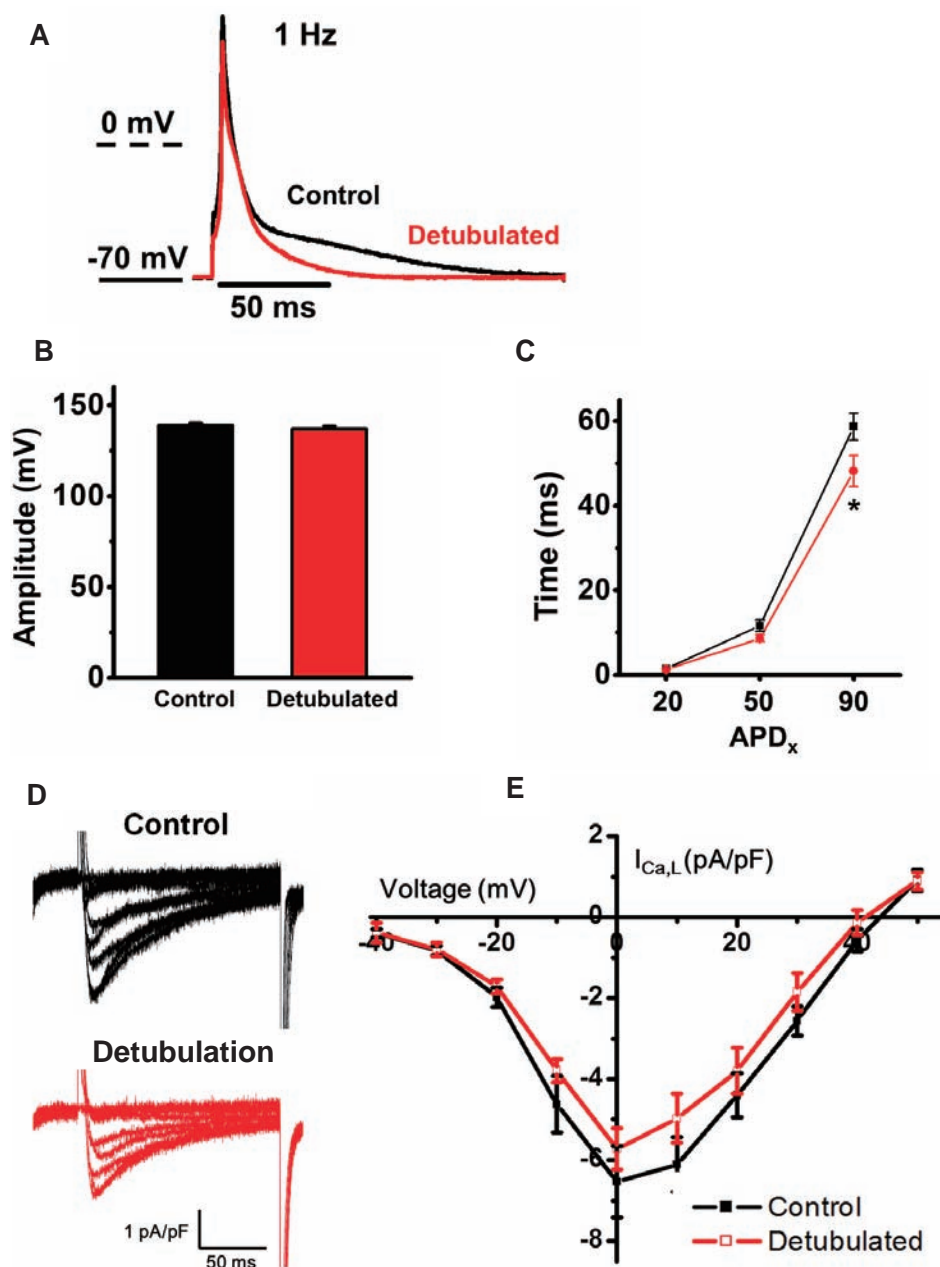 A
1 Hz
0 mV
Control
Detubulated
-70 mV
50 ms
B
Amplitude (mV)
150
100
50
0
Control
Detubulated
C
Time (ms)
60
40
20
0
20
50
90
*
APDx
D
Control
Detubulation
1 pA/pF
50 ms
E
2
I Ca,L (pA/pF)
Voltage (mV)
0
-40
-20
0
20
40
-2
-4
-6
-8
Control
Detubulated